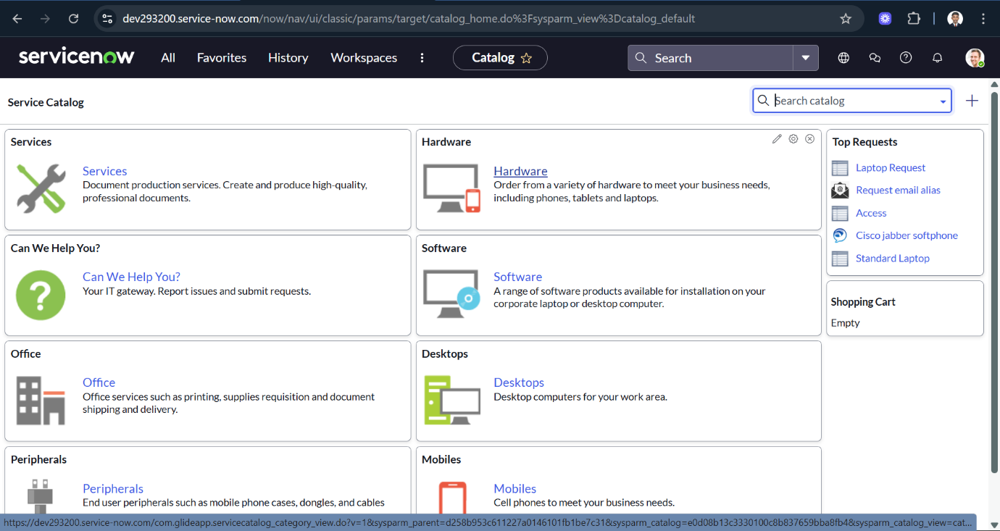 dev293200.service-now.com/now/nav/ui/classic/params/target/catalog_home.do%3Fsysparm_view%3Dcatalog_default
servicenow All Favorites History Workspaces Catalog Search
Service Catalog
Search catalog
Services
Services
Document production services. Create and produce high-quality,
professional documents.
Hardware
Hardware
Order from a variety of hardware to meet your business needs,
including phones, tablets and laptops.
Top Requests
Laptop Request
Request email alias
Access
Cisco jabber softphone
Standard Laptop
Can We Help You?
Can We Help You?
Your IT gateway. Report issues and submit requests.
Software
Software
A range of software products available for installation on your
corporate laptop or desktop computer.
Shopping Cart
Empty
Office
Office
Office services such as printing, supplies requisition and document
shipping and delivery.
Desktops
Desktops
Desktop computers for your work area.
Peripherals
Peripherals
End user peripherals such as mobile phone cases, dongles, and cables
Mobiles
Mobiles
Cell phones to meet your business needs.
https://dev293200.service-now.com/com.glideapp.servicecatalog_category_view.do?v=1&sysparm_parent=d258b953c611227a0146101fb1be7c31&sysparm_catalog=e0d08b13c3330100c8b837659bba8fb4&sysparm_catalog_view=cat...